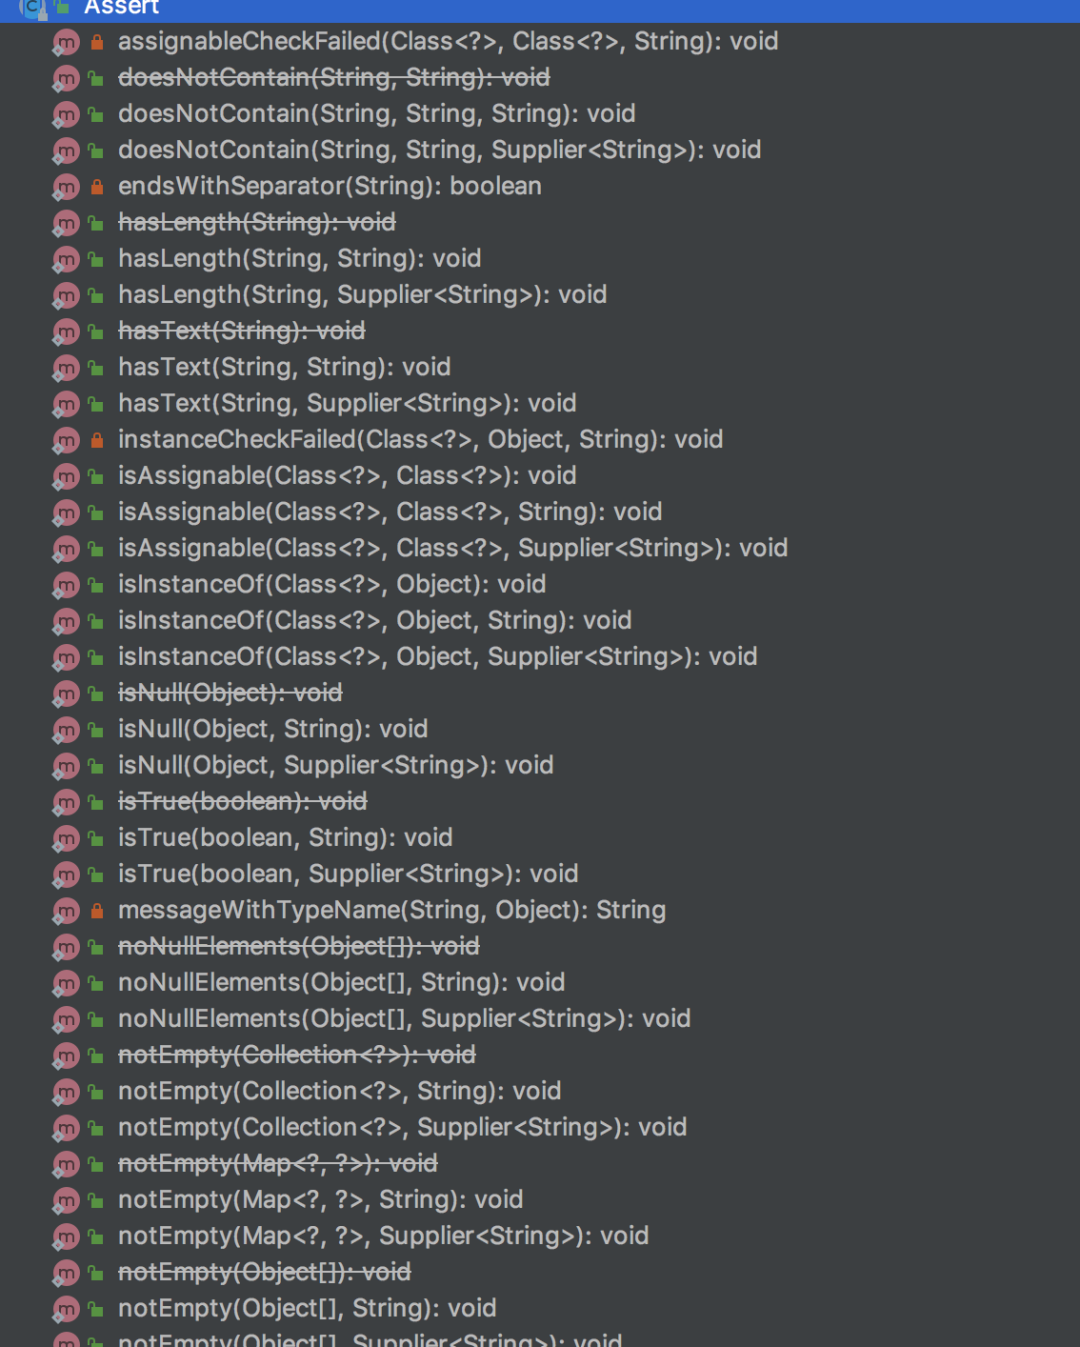 Assert
assignableCheckFailed(Class<?>, Class<?>, String): void
doesNotContain(String, String): void
doesNotContain(String, String, String): void
doesNotContain(String, String, Supplier<String>): void
endsWithSeparator(String): boolean
hasLength(String): void
hasLength(String, String): void
hasLength(String, Supplier<String>): void
hasText(String): void
hasText(String, String): void
hasText(String, Supplier<String>): void
instanceCheckFailed(Class<?>, Object, String): void
isAssignable(Class<?>, Class<?>): void
isAssignable(Class<?>, Class<?>, String): void
isAssignable(Class<?>, Class<?>, Supplier<String>): void
isInstanceOf(Class<?>, Object): void
isInstanceOf(Class<?>, Object, String): void
isInstanceOf(Class<?>, Object, Supplier<String>): void
isNull(Object): void
isNull(Object, String): void
isNull(Object, Supplier<String>): void
isTrue(boolean): void
isTrue(boolean, String): void
isTrue(boolean, Supplier<String>): void
messageWithTypeName(String, Object): String
noNullElements(Object[]): void
noNullElements(Object[], String): void
noNullElements(Object[], Supplier<String>): void
notEmpty(Collection<?>): void
notEmpty(Collection<?>, String): void
notEmpty(Collection<?>, Supplier<String>): void
notEmpty(Map<?, ?>): void
notEmpty(Map<?, ?>, String): void
notEmpty(Map<?, ?>, Supplier<String>): void
notEmpty(Object[]): void
notEmpty(Object[], String): void
notEmpty(Object[], Supplier<String>): void